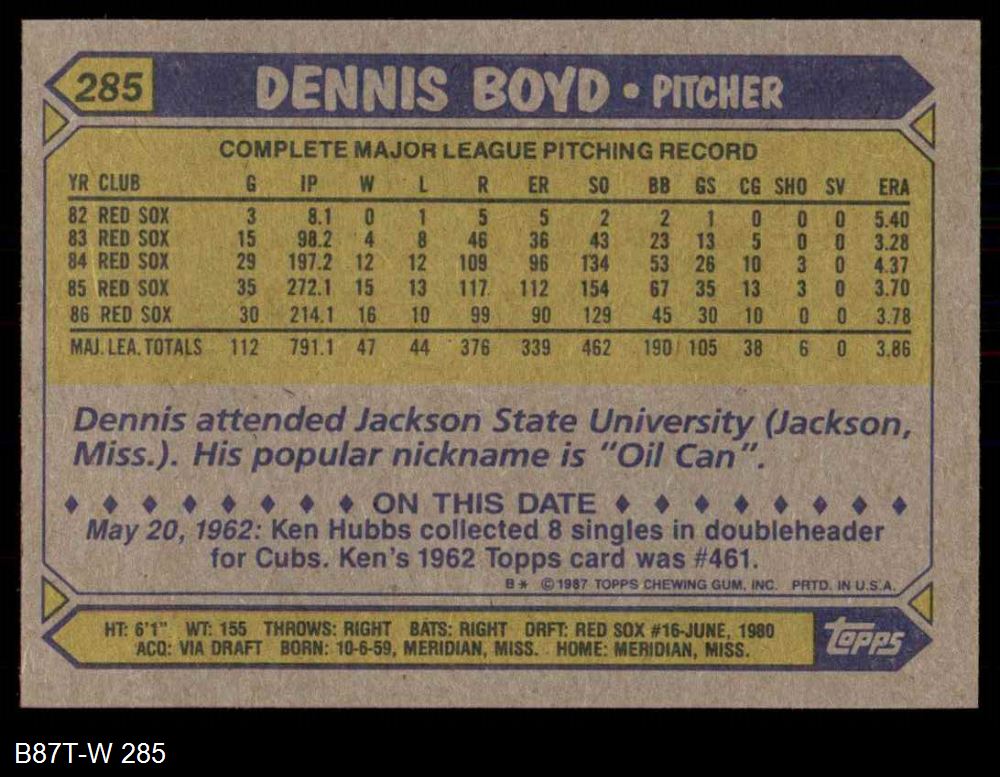 285 DENNIS BOYD • PITCHER
COMPLETE MAJOR LEAGUE PITCHING RECORD
YR CLUB G IP W L R ER SO BB GS CG SHO SV ERA
82 RED SOX 3 8.1 0 1 5 5 2 2 1 0 0 0 5.40
83 RED SOX 15 98.2 4 8 46 36 43 23 13 5 0 0 3.28
84 RED SOX 29 197.2 12 12 109 96 134 53 26 10 3 0 4.37
85 RED SOX 35 272.1 15 13 117 112 154 67 35 13 3 0 3.70
86 RED SOX 30 214.1 16 10 99 90 129 45 30 10 0 0 3.78
MAJ. LEA. TOTALS 112 791.1 47 44 376 339 462 190 105 38 6 0 3.86
Dennis attended Jackson State University (Jackson,
Miss.). His popular nickname is "Oil Can".
ON THIS DATE
May 20, 1962: Ken Hubbs collected 8 singles in doubleheader
for Cubs. Ken's 1962 Topps card was #461.
B* © 1987 TOPPS CHEWING GUM, INC. PRTD. IN U.S.A.
HT: 6'1" WT: 155 THROWS: RIGHT BATS: RIGHT DRFT: RED SOX #16-JUNE, 1980
ACQ: VIA DRAFT BORN: 10-6-59, MERIDIAN, MISS. HOME: MERIDIAN, MISS.
Topps
B87T-W 285